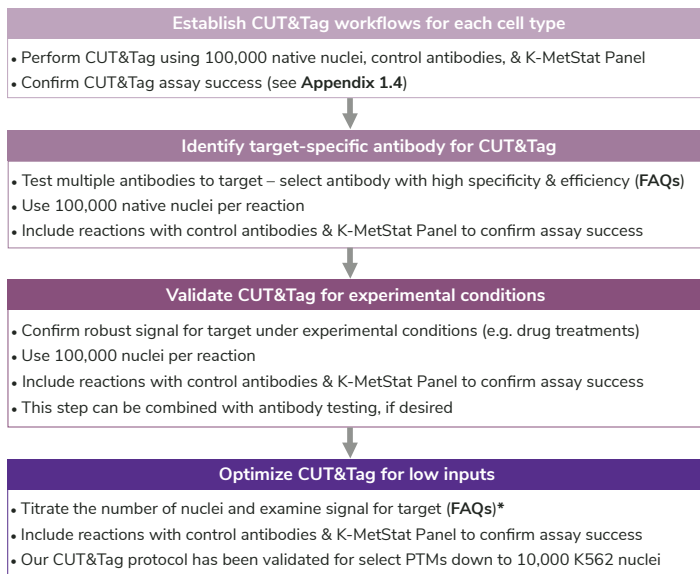 Establish CUT&Tag workflows for each cell type
• Perform CUT&Tag using 100,000 native nuclei, control antibodies, & K-MetStat Panel
• Confirm CUT&Tag assay success (see Appendix 1.4)
Identify target-specific antibody for CUT&Tag
• Test multiple antibodies to target – select antibody with high specificity & efficiency (FAQs)
• Use 100,000 native nuclei per reaction
• Include reactions with control antibodies & K-MetStat Panel to confirm assay success
Validate CUT&Tag for experimental conditions
• Confirm robust signal for target under experimental conditions (e.g. drug treatments)
• Use 100,000 nuclei per reaction
• Include reactions with control antibodies & K-MetStat Panel to confirm assay success
• This step can be combined with antibody testing, if desired
Optimize CUT&Tag for low inputs
• Titrate the number of nuclei and examine signal for target (FAQs)*
• Include reactions with control antibodies & K-MetStat Panel to confirm assay success
• Our CUT&Tag protocol has been validated for select PTMs down to 10,000 K562 nuclei